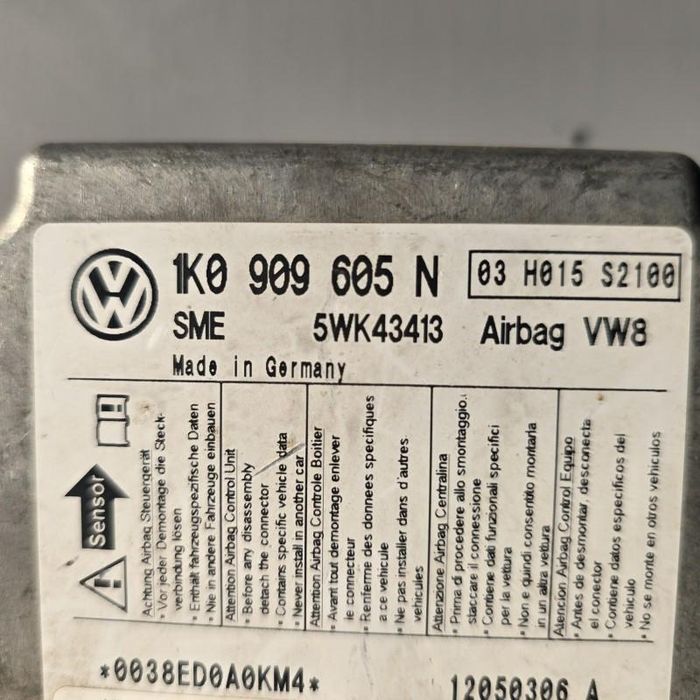 1K0 909 605 N
03 H015 S2100
SME 5WK43413 Airbag VW8
Made in Germany
Sensor
Achtung Airbag Steuergerät
* Vor jeder Demontage die Steck-
verbindung lösen
* Enthält fahrzeugspezifische Daten
* Nie in andere Fahrzeuge einbauen
Attention Airbag Control Unit
* Before any disassembly
detach the connector
* Contains specific vehicle data
* Never install in another car
Attention Airbag Controle Boitier
* Avant tout demontage enlever
le connecteur
* Renferme des donnees specifiques
a ce vehicule
* Ne pas installer dans d'autres
vehicules
Attenzione Airbag Centralina
* Prima di procedere allo smontaggio.
staccare il connessione
* Contiene dati funzionali specifici
per la vettura
* Non e quindi consentito montarla
in un altra vettura
Atencion Airbag Control Equipo
* Antes de desmontar, desconecta
el conector
* Contiene datos especificos del
vehiculo
* No se monte en otros vehiculos
*0038ED0A0KM4*
12050306 A